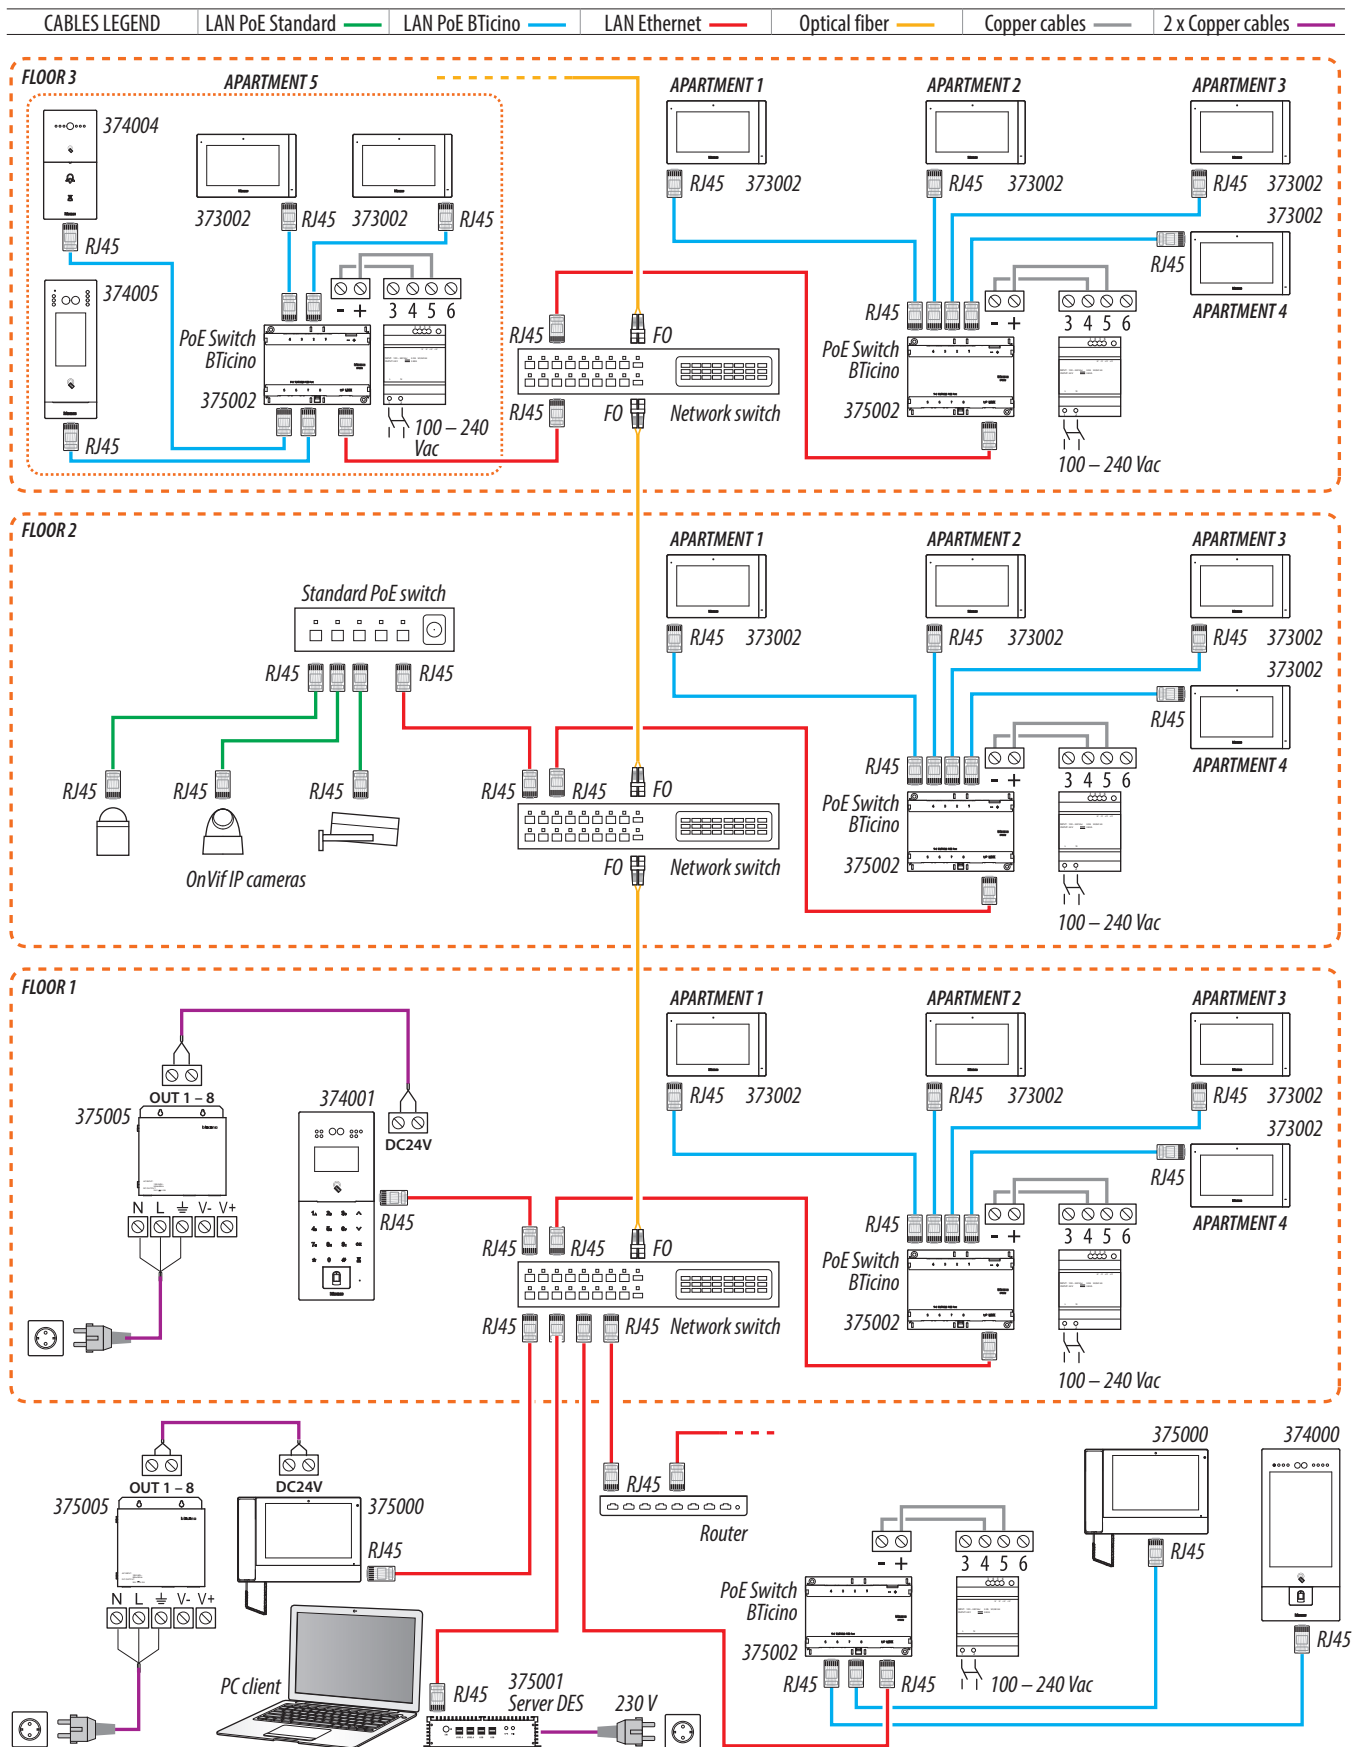 CABLES LEGEND LAN PoE Standard LAN PoE BTicino LAN Ethernet Optical fiber Copper cables 2 x Copper cables
FLOOR 3
APARTMENT 5
APARTMENT 1
APARTMENT 2
APARTMENT 3
374004
373002
RJ45
373002
RJ45
RJ45
RJ45 373002
RJ45 373002
RJ45 373002
373002
RJ45
APARTMENT 4
374005
RJ45
- +
3 4 5 6
PoE Switch
BTicino
375002
100 – 240
Vac
RJ45
FO
RJ45
FO
Network switch
RJ45
- +
3 4 5 6
PoE Switch
BTicino
375002
100 – 240 Vac
FLOOR 2
APARTMENT 1
APARTMENT 2
APARTMENT 3
Standard PoE switch
RJ45
RJ45
RJ45 373002
RJ45 373002
RJ45 373002
373002
RJ45
APARTMENT 4
RJ45
RJ45
RJ45
OnVif IP cameras
RJ45
RJ45
FO
FO
Network switch
RJ45
- +
3 4 5 6
PoE Switch
BTicino
375002
100 – 240 Vac
FLOOR 1
APARTMENT 1
APARTMENT 2
APARTMENT 3
OUT 1 – 8
375005
374001
DC24V
N L V- V+
RJ45
RJ45 373002
RJ45 373002
RJ45 373002
373002
RJ45
APARTMENT 4
RJ45
RJ45
FO
RJ45
RJ45
Network switch
RJ45
- +
3 4 5 6
PoE Switch
BTicino
375002
100 – 240 Vac
OUT 1 – 8
375005
DC24V
375000
RJ45
N L V- V+
RJ45
Router
375000
374000
RJ45
RJ45
- +
3 4 5 6
PoE Switch
BTicino
375002
RJ45
RJ45
100 – 240 Vac
PC client
RJ45
375001
Server DES
230 V